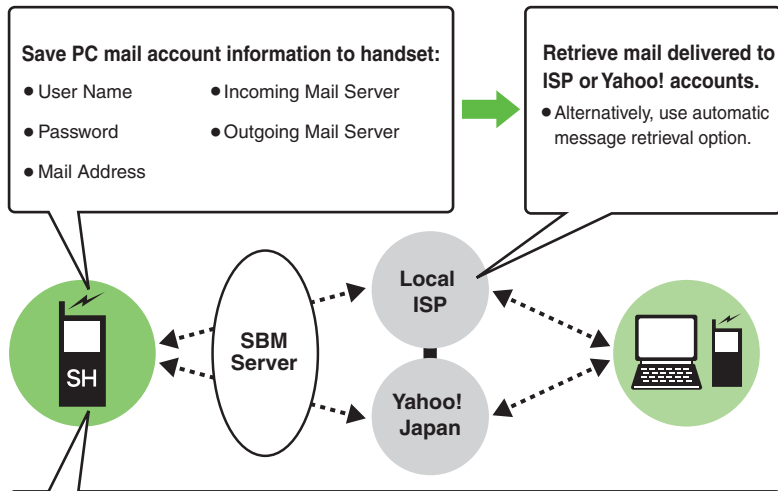 Save PC mail account information to handset:
● User Name
● Password
● Mail Address
● Incoming Mail Server
● Outgoing Mail Server
Retrieve mail delivered to
ISP or Yahoo! accounts.
● Alternatively, use automatic
message retrieval option.
SH
SBM
Server
Local
ISP
Yahoo!
Japan